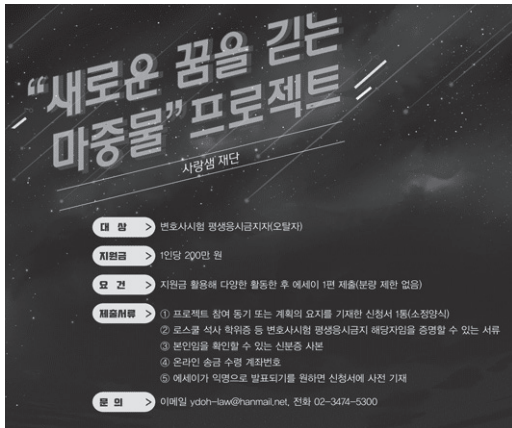 “새로운 꿈을 긷는
마중물” 프로젝트
사랑샘 재단
대 상 > 변호사시험 평생응시금지자(오탈자)
지원금 > 1인당 200만 원
요 건 > 지원금 활용해 다양한 활동한 후 에세이 1편 제출(분량 제한 없음)
제출서류 > ① 프로젝트 참여 동기 또는 계획의 요지를 기재한 신청서 1통(소정양식)
② 로스쿨 석사 학위증 등 변호사시험 평생응시금지 해당자임을 증명할 수 있는 서류
③ 본인임을 확인할 수 있는 신분증 사본
④ 온라인 송금 수령 계좌번호
⑤ 에세이가 익명으로 발표되기를 원하면 신청서에 사전 기재
문 의 > 이메일 ydoh-law@hanmail.net, 전화 02-3474-5300